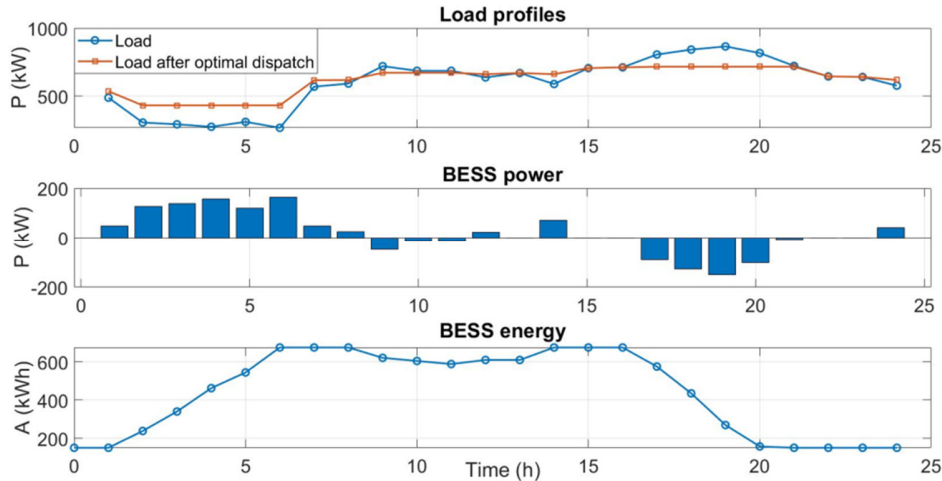 Load profiles
1000
500
P (kW)
Load
Load after optimal dispatch
0 5 10 15 20 25
BESS power
200
0
-200
P (kW)
0 5 10 15 20 25
BESS energy
600
400
200
A (kWh)
0 5 10 15 20 25
Time (h)